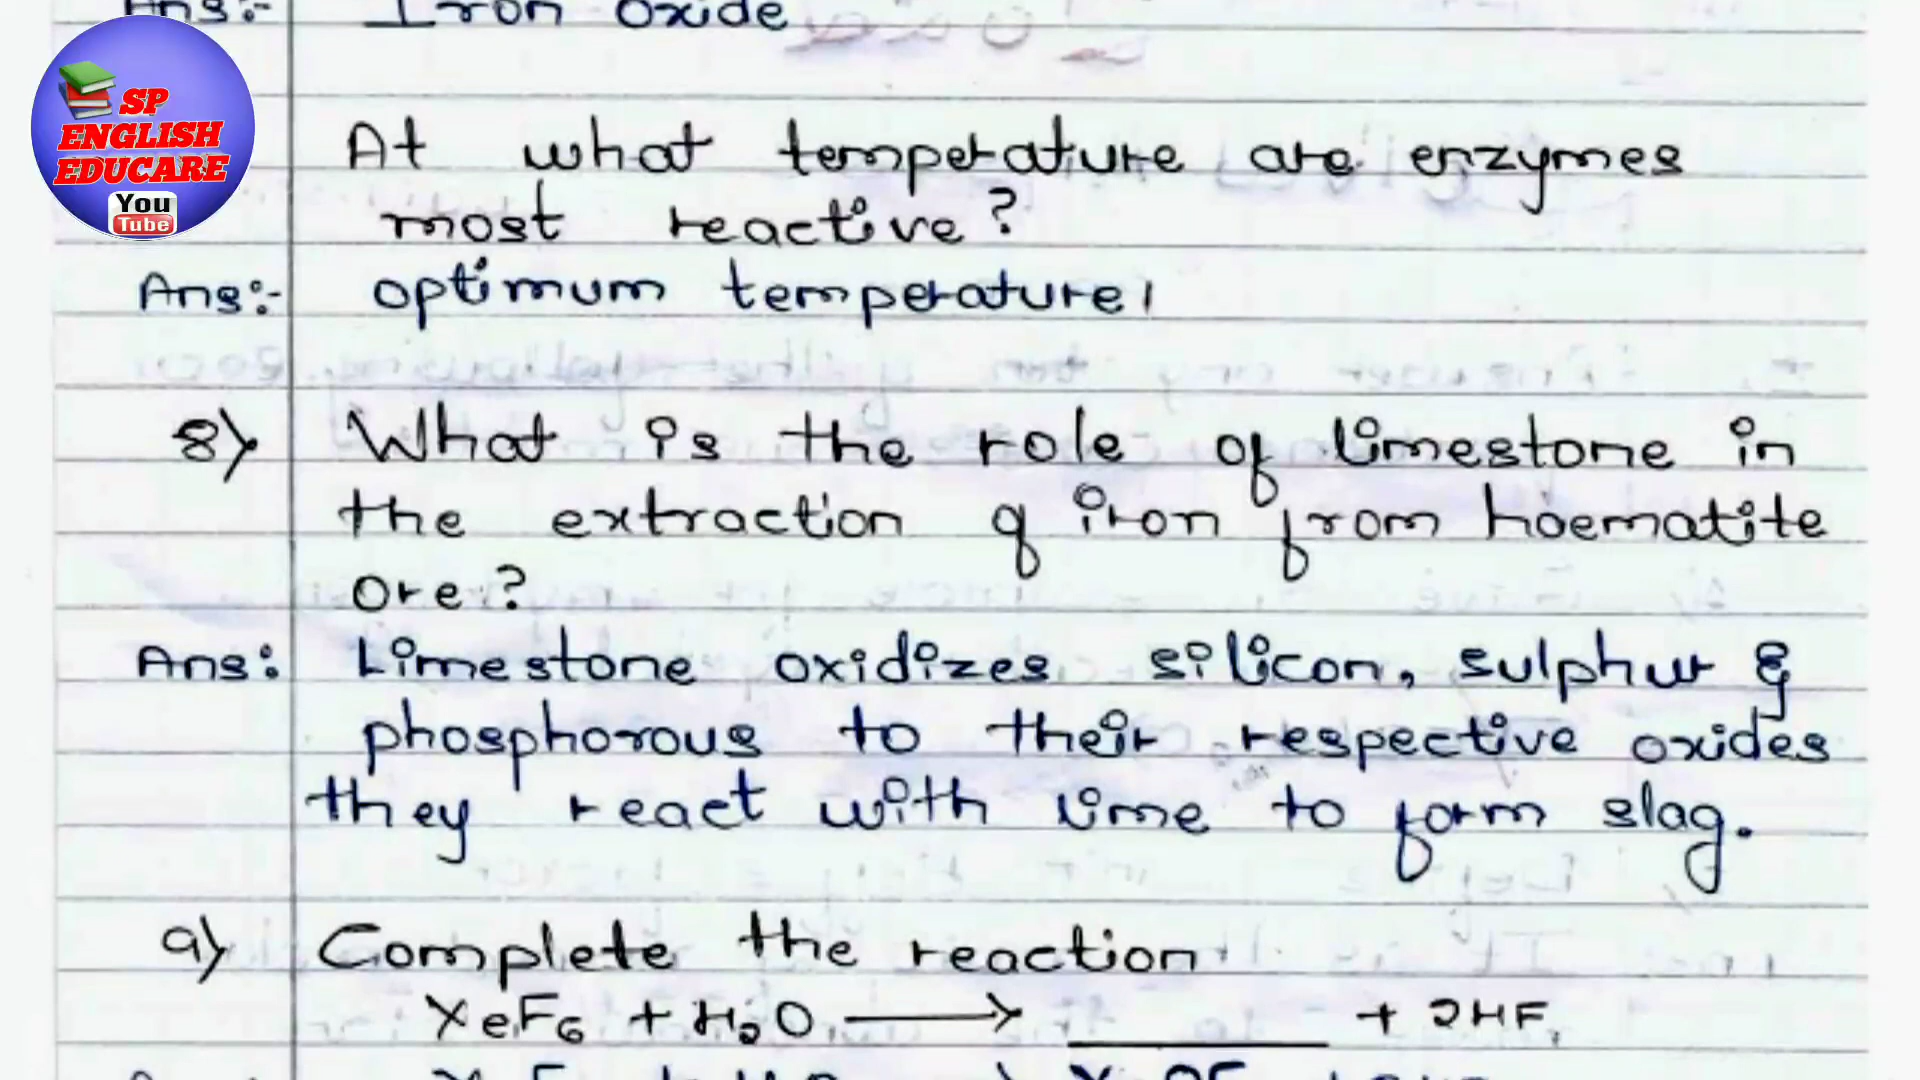 Ans:- Iron Oxide
SP
ENGLISH
EDUCARE
You
Tube
At what temperature are enzymes
most reactive?
Ans:- optimum temperature.
8) What is the role of limestone in
the extraction of iron from haematite
ore?
Ans: Limestone oxidizes silicon, sulphur &
phosphorous to their respective oxides
they react with lime to form slag.
9) Complete the reaction
XeF6 + H2O ⟶ ______ + 2HF.